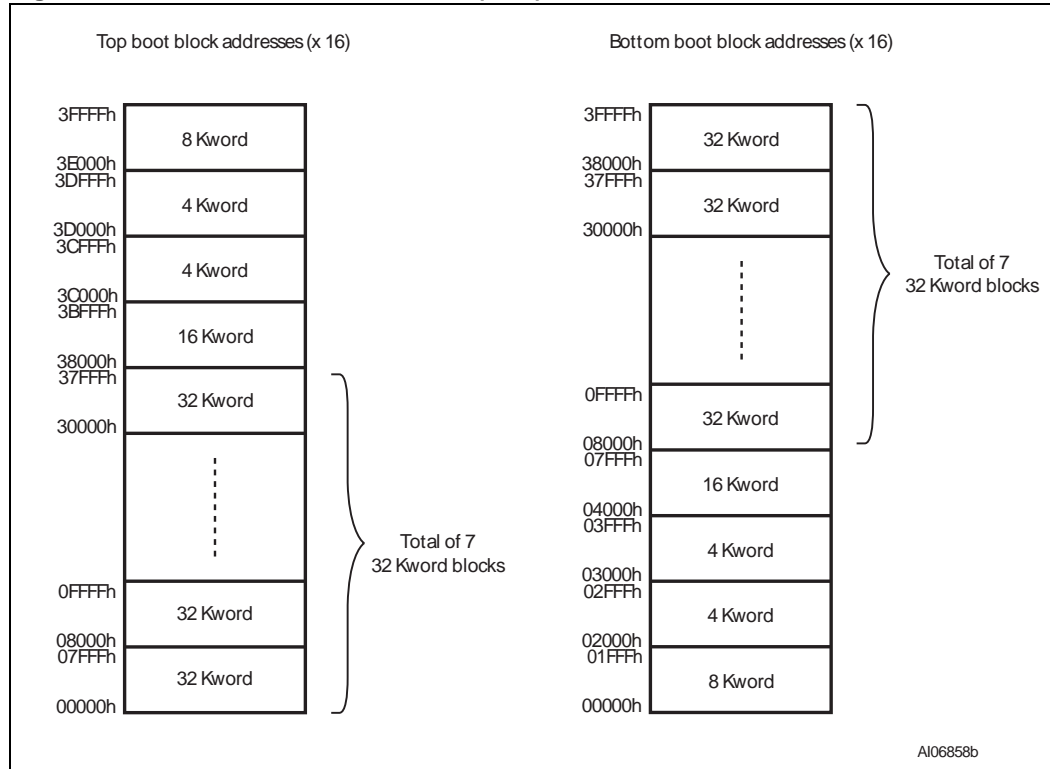 Top boot block addresses (x 16)
3FFFFh
8 Kword
3E000h
3DFFFh
4 Kword
3D000h
3CFFFh
4 Kword
3C000h
3BFFFh
16 Kword
38000h
37FFFh
32 Kword
30000h
Total of 7
32 Kword blocks
0FFFFh
32 Kword
08000h
07FFFh
32 Kword
00000h
Bottom boot block addresses (x 16)
3FFFFh
32 Kword
38000h
37FFFh
32 Kword
30000h
Total of 7
32 Kword blocks
0FFFFh
32 Kword
08000h
07FFFh
16 Kword
04000h
03FFFh
4 Kword
03000h
02FFFh
4 Kword
02000h
01FFFh
8 Kword
00000h
AI06858b